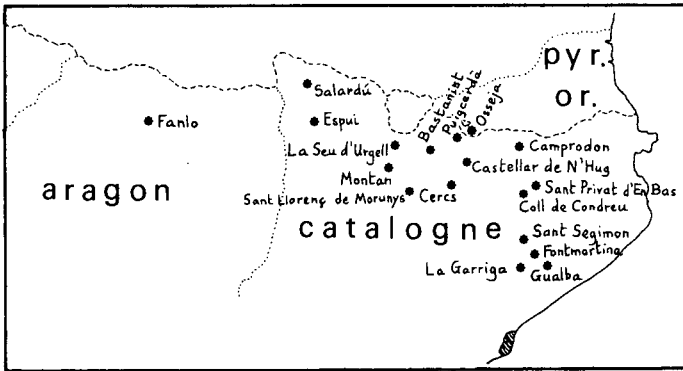 pyr.
or.
Salardú
Bastanist
Puigcerdà
Osseja
Fanlo
Espui
La Seu d'Urgell
Camprodon
Castellar de N'Hug
Montan
aragon
Sant Llorenç de Morunys
Cercs
Sant Privat d'En Bas
Coll de Condreu
catalogne
Sant Segimon
Fontmartina
La Garriga
Gualba